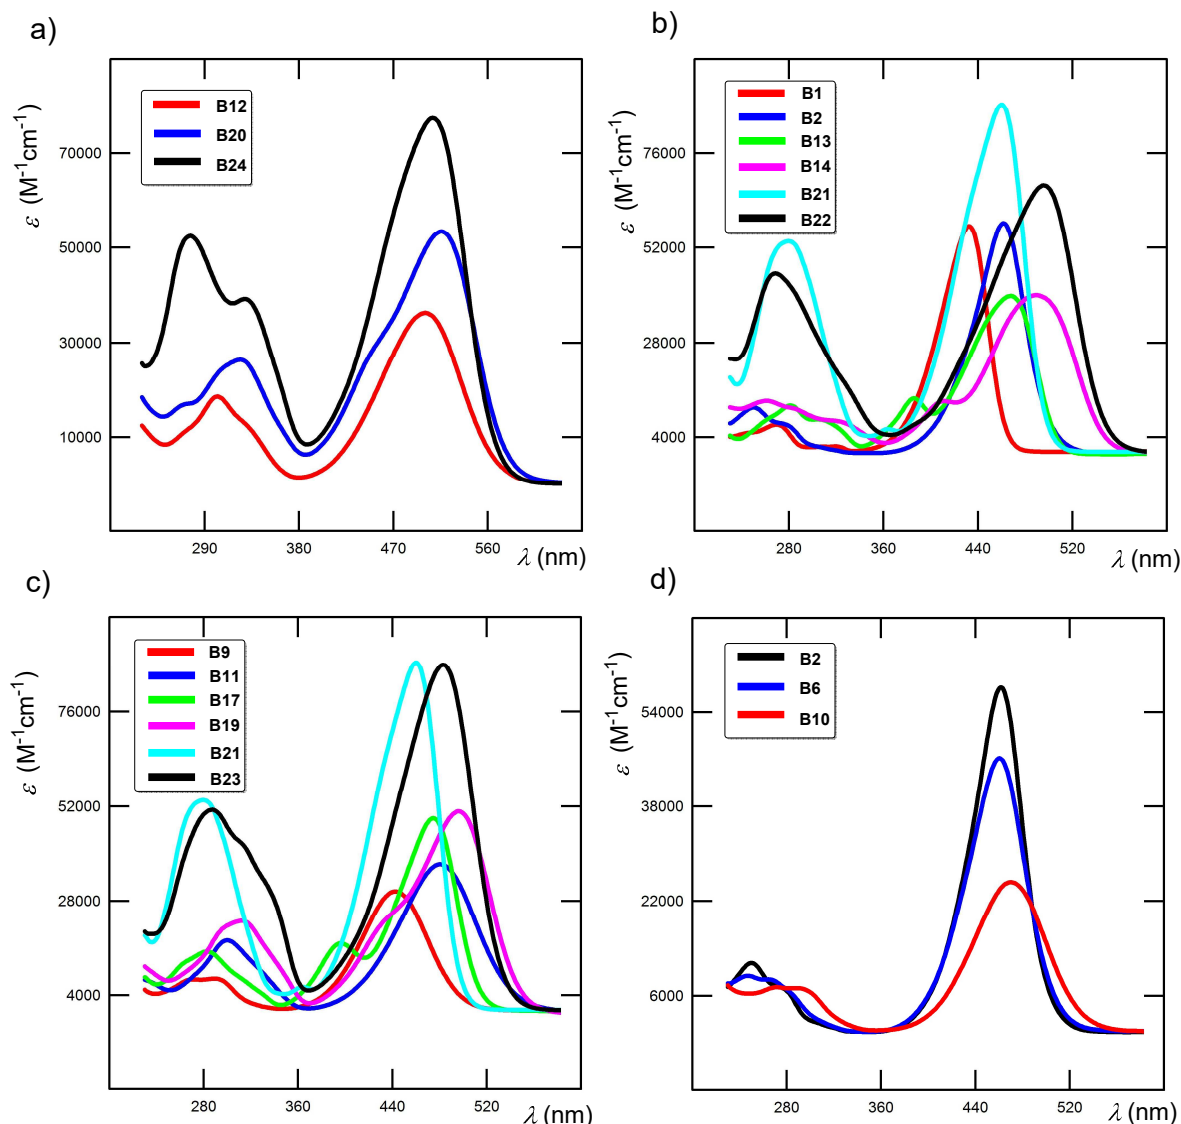 a)
B12
B20
B24
ε (M⁻¹cm⁻¹)
70000
50000
30000
10000
290 380 470 560
λ (nm)
b)
B1
B2
B13
B14
B21
B22
ε (M⁻¹cm⁻¹)
76000
52000
28000
4000
280 360 440 520
λ (nm)
c)
B9
B11
B17
B19
B21
B23
ε (M⁻¹cm⁻¹)
76000
52000
28000
4000
280 360 440 520
λ (nm)
d)
B2
B6
B10
ε (M⁻¹cm⁻¹)
54000
38000
22000
6000
280 360 440 520
λ (nm)